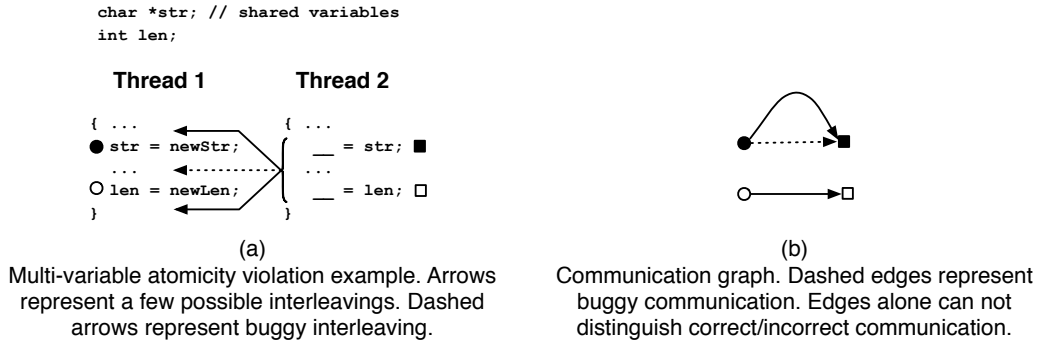 char *str; // shared variables
int len;
Thread 1 Thread 2
{ ... { ...
str = newStr; __ = str;
... ...
len = newLen; __ = len;
} }
(a)
Multi-variable atomicity violation example. Arrows
represent a few possible interleavings. Dashed
arrows represent buggy interleaving.
(b)
Communication graph. Dashed edges represent
buggy communication. Edges alone can not
distinguish correct/incorrect communication.